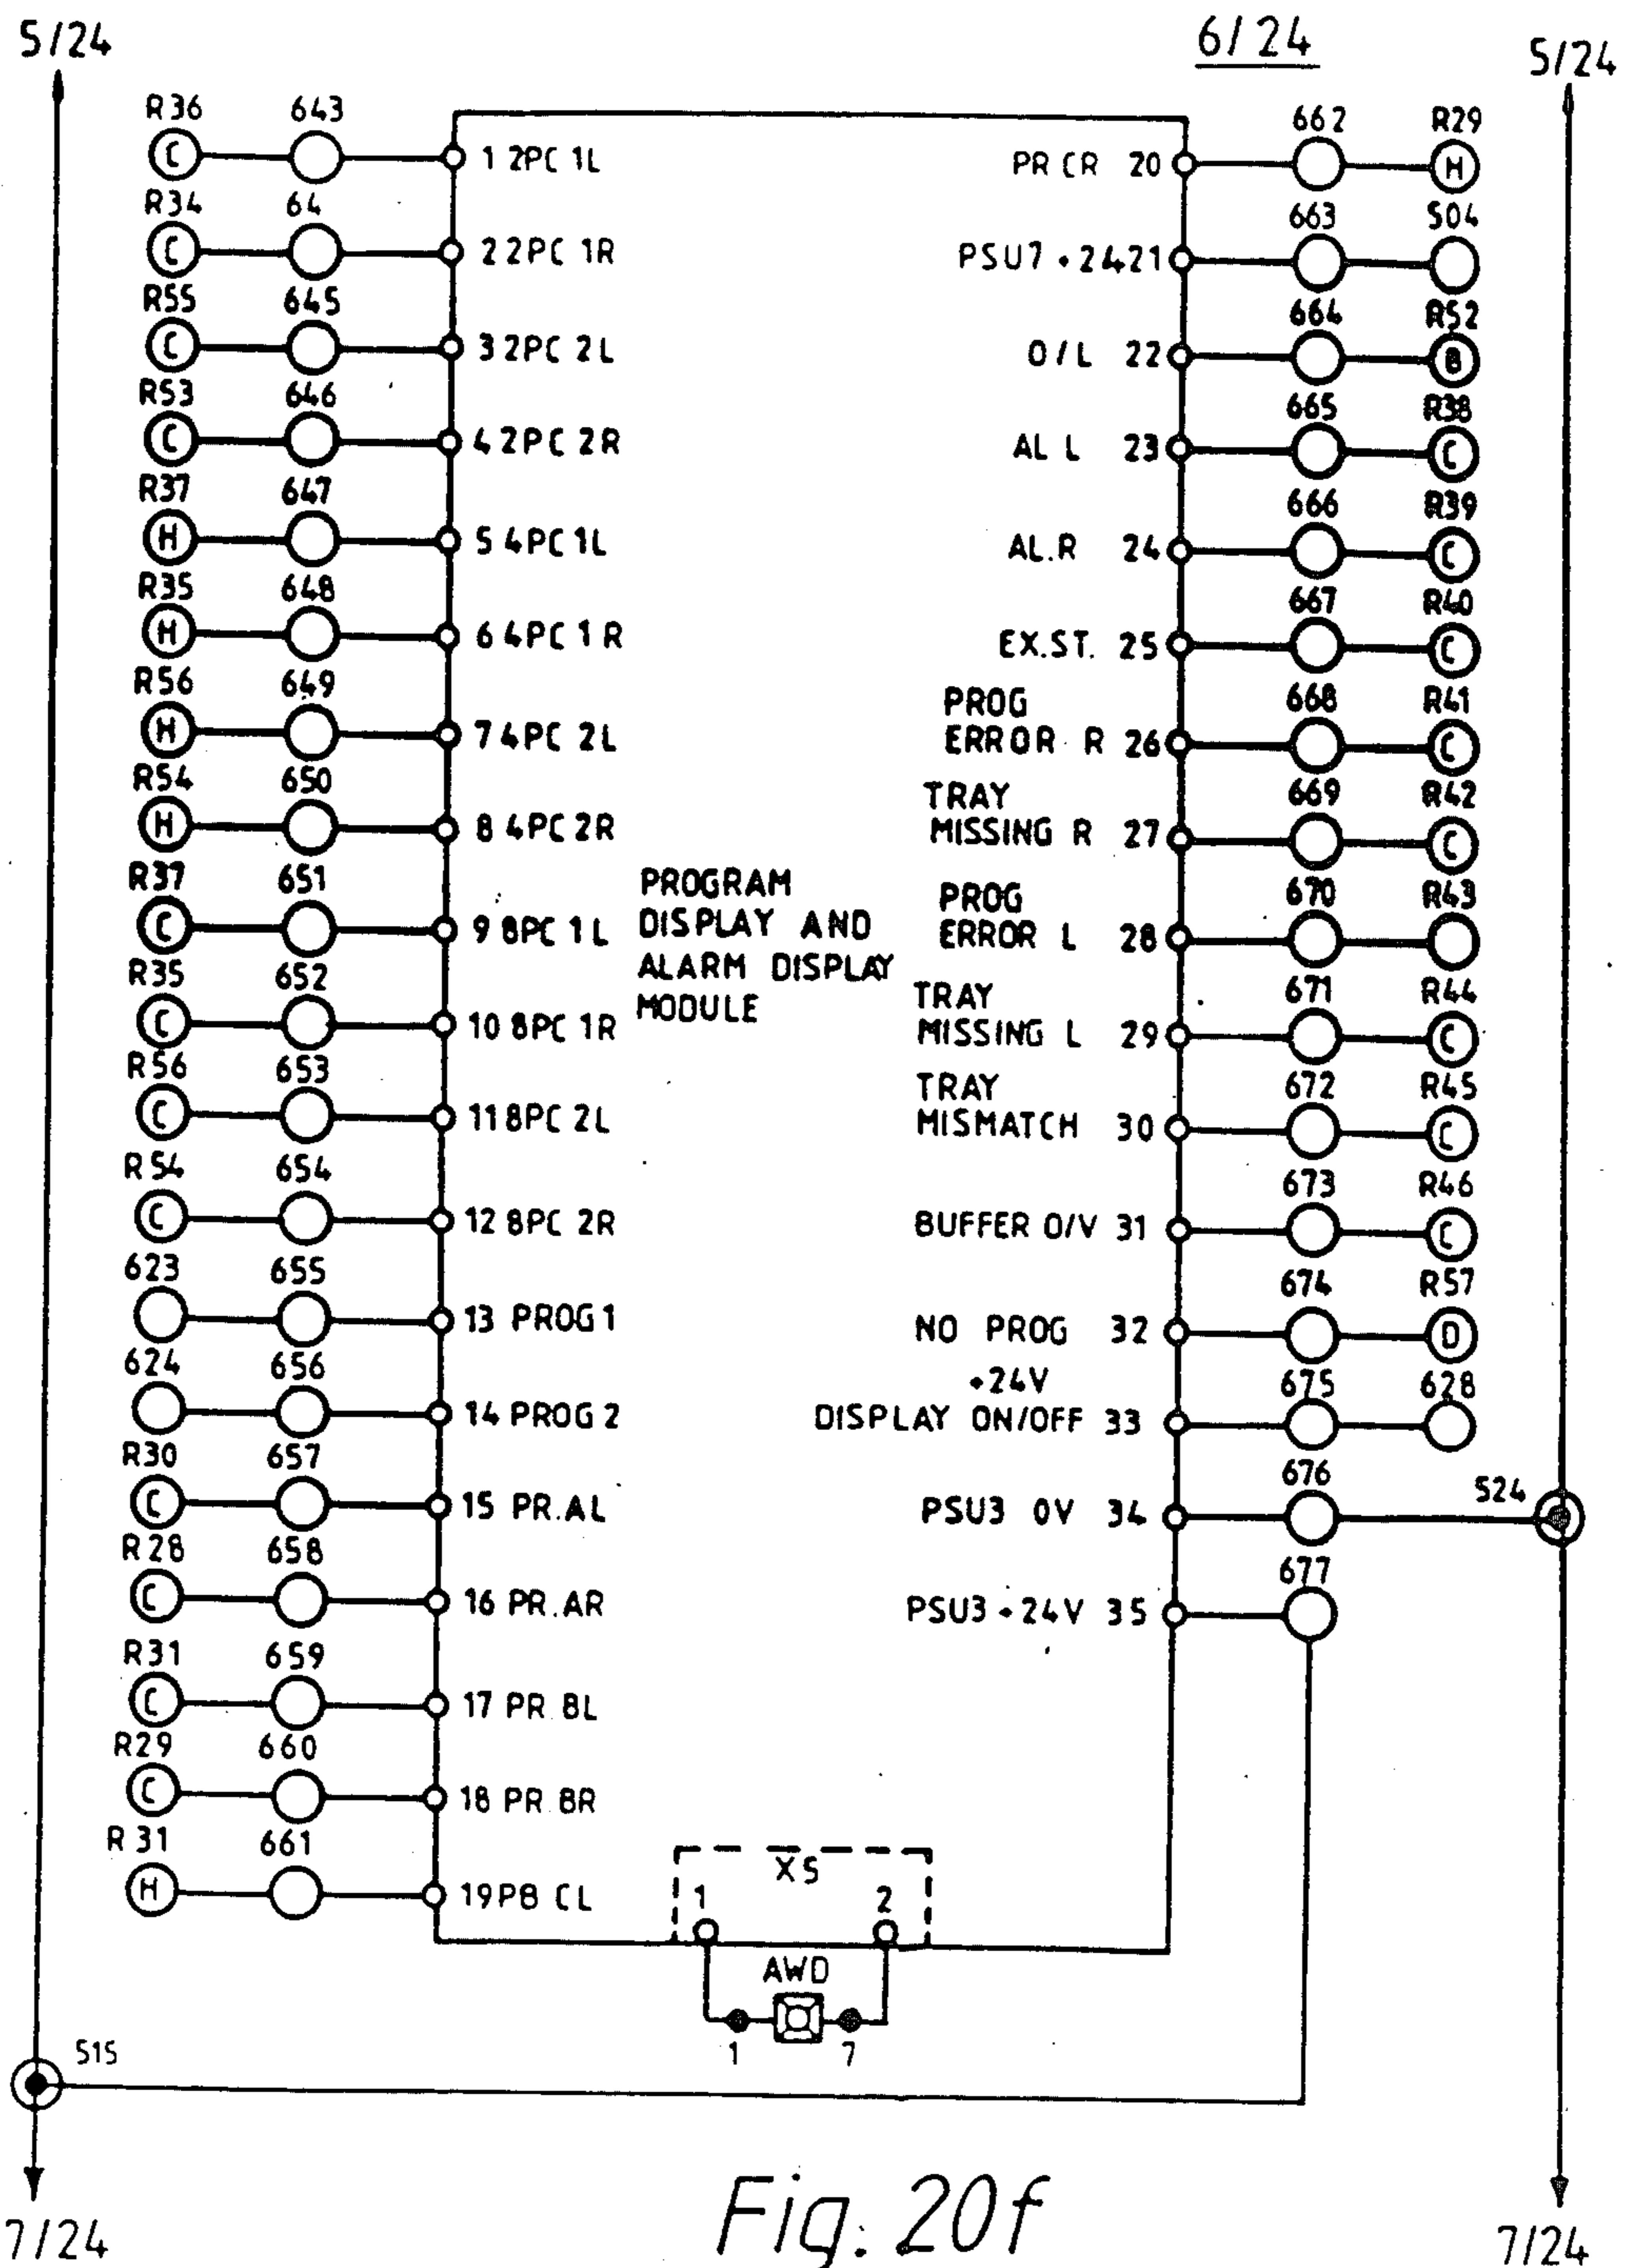 5/24
6/24
5/24
R36 643 1 2PC 1L
R34 64 2 2PC 1R
R55 645 3 2PC 2L
R53 646 4 2PC 2R
R37 647 5 4PC 1L
R35 648 6 4PC 1R
R56 649 7 4PC 2L
R54 650 8 4PC 2R
R37 651 9 8PC 1L
R35 652 10 8PC 1R
R56 653 11 8PC 2L
R54 654 12 8PC 2R
623 655 13 PROG 1
624 656 14 PROG 2
R30 657 15 PR.AL
R28 658 16 PR.AR
R31 659 17 PR 8L
R29 660 18 PR 8R
R31 661 19 P8 CL
C
C
C
C
H
H
H
H
C
C
C
C
C
C
C
C
H
PROGRAM
DISPLAY AND
ALARM DISPLAY
MODULE
PR CR 20 662 R29
PSU7 +24 21 663 504
O/L 22 664 R52
AL L 23 665 R38
AL.R 24 666 R39
EX.ST. 25 667 R40
PROG
ERROR R 26 668 R41
TRAY
MISSING R 27 669 R42
PROG
ERROR L 28 670 R43
TRAY
MISSING L 29 671 R44
TRAY
MISMATCH 30 672 R45
BUFFER O/V 31 673 R46
NO PROG 32 674 R57
+24V
DISPLAY ON/OFF 33 675 628
PSU3 0V 34 676 524
PSU3 +24V 35 677
H
B
C
C
C
C
C
C
C
C
D
X5
1 2
AWD
1 7
515
7/24
Fig. 20f
7/24